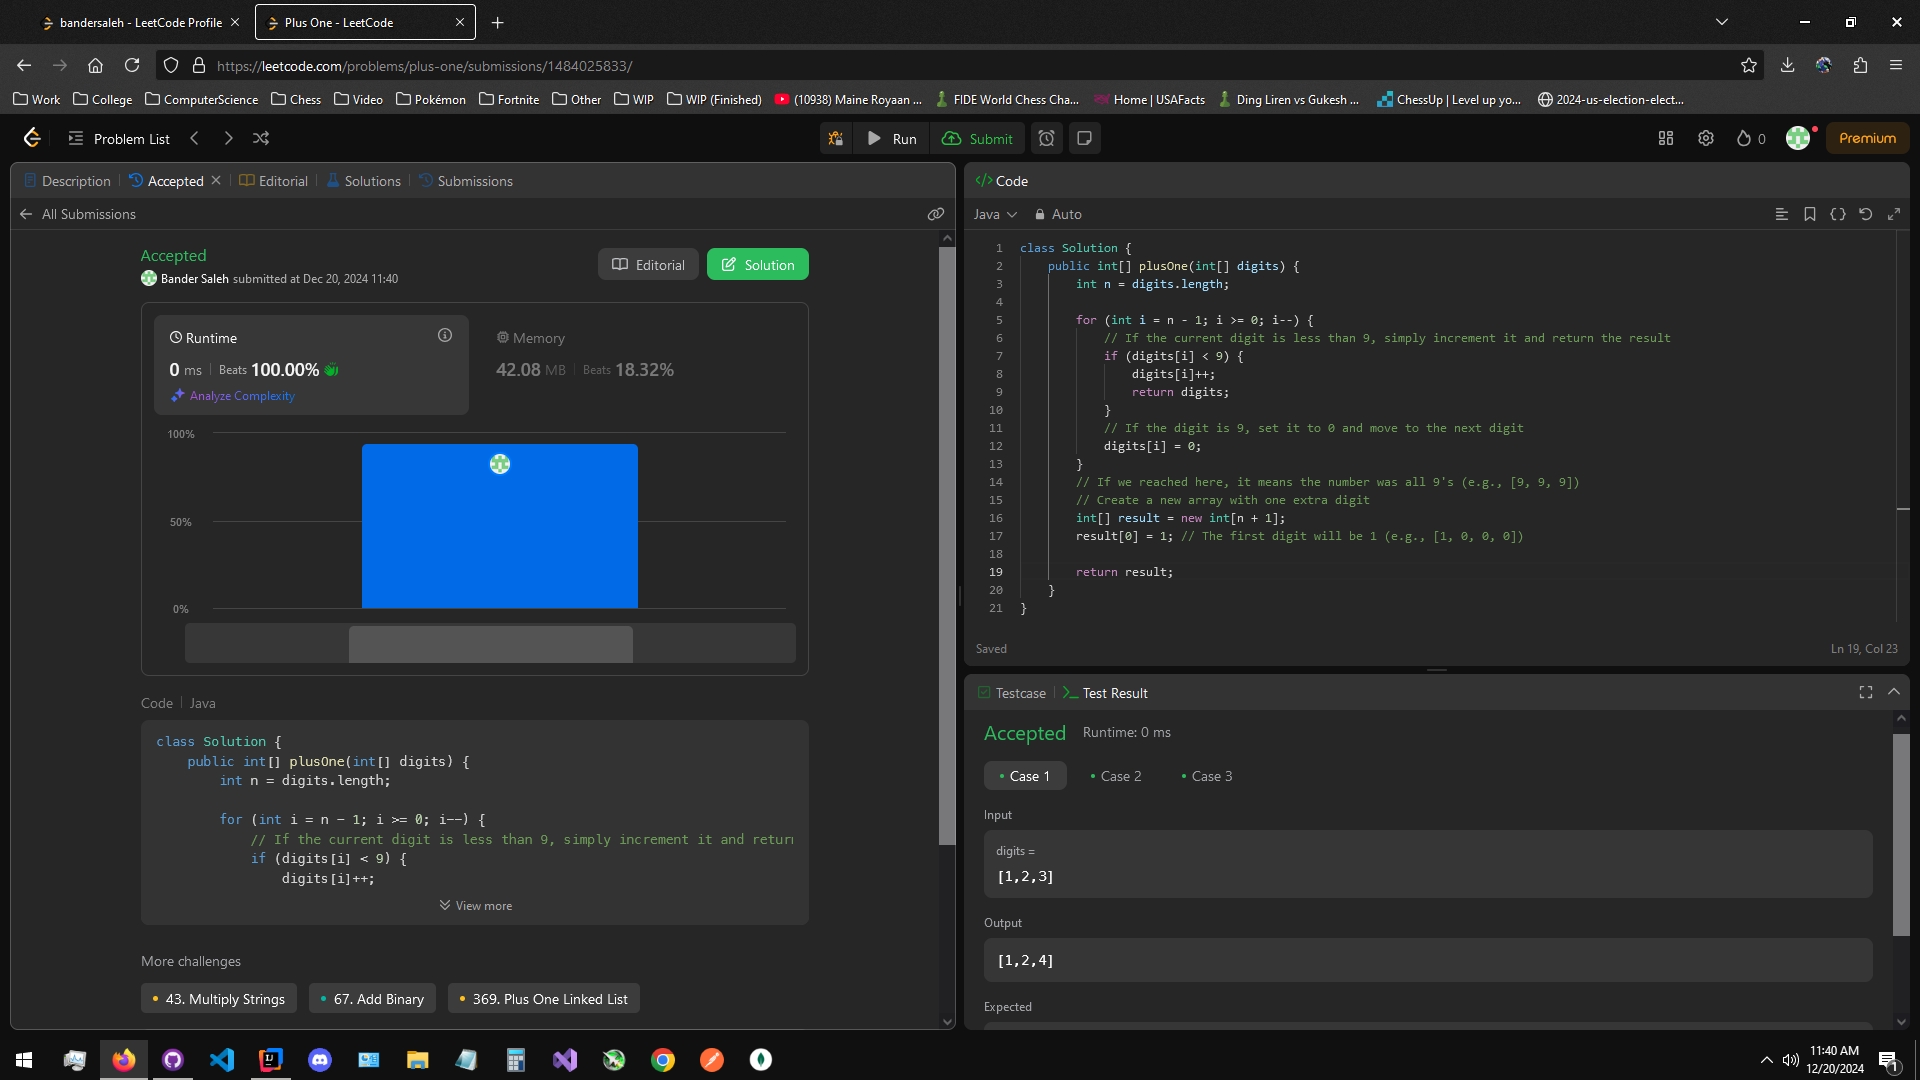 bandersaleh - LeetCode Profile
Plus One - LeetCode
https://leetcode.com/problems/plus-one/submissions/1484025833/
Work
College
ComputerScience
Chess
Video
Pokémon
Fortnite
Other
WIP
WIP (Finished)
(10938) Maine Royaan ...
FIDE World Chess Cha...
Home | USAFacts
Ding Liren vs Gukesh ...
ChessUp | Level up yo...
2024-us-election-elect...
Problem List
Run
Submit
0
Premium
Description
Accepted
Editorial
Solutions
Submissions
All Submissions
Accepted
Bander Saleh submitted at Dec 20, 2024 11:40
Editorial
Solution
Runtime
0 ms
Beats 100.00%
Analyze Complexity
Memory
42.08 MB
Beats 18.32%
100%
50%
0%
Code
Java
class Solution {
public int[] plusOne(int[] digits) {
int n = digits.length;
for (int i = n - 1; i >= 0; i--) {
// If the current digit is less than 9, simply increment it and return
if (digits[i] < 9) {
digits[i]++;
View more
More challenges
43. Multiply Strings
67. Add Binary
369. Plus One Linked List
</> Code
Java
Auto
1 class Solution {
2 public int[] plusOne(int[] digits) {
3 int n = digits.length;
4
5 for (int i = n - 1; i >= 0; i--) {
6 // If the current digit is less than 9, simply increment it and return the result
7 if (digits[i] < 9) {
8 digits[i]++;
9 return digits;
10 }
11 // If the digit is 9, set it to 0 and move to the next digit
12 digits[i] = 0;
13 }
14 // If we reached here, it means the number was all 9's (e.g., [9, 9, 9])
15 // Create a new array with one extra digit
16 int[] result = new int[n + 1];
17 result[0] = 1; // The first digit will be 1 (e.g., [1, 0, 0, 0])
18
19 return result;
20 }
21 }
Saved
Ln 19, Col 23
Testcase
Test Result
Accepted
Runtime: 0 ms
Case 1
Case 2
Case 3
Input
digits =
[1,2,3]
Output
[1,2,4]
Expected
11:40 AM
12/20/2024
1